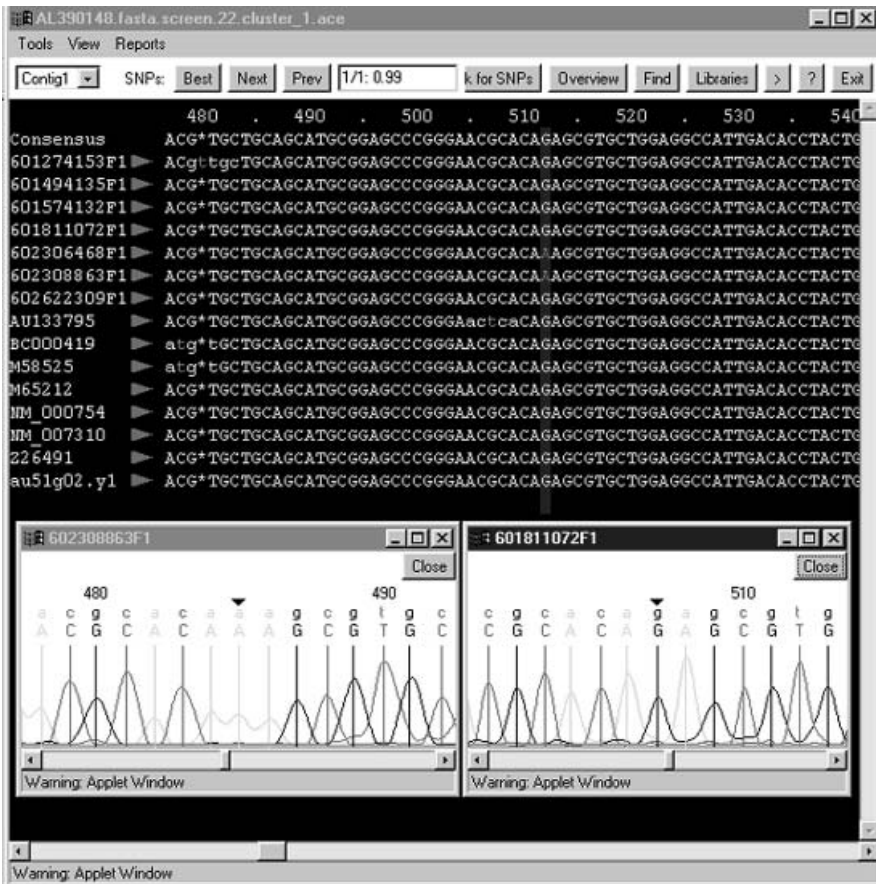 AL390148.fasta.screen.22.cluster_1.ace
Tools View Reports
Contig1 SNPs: Best Next Prev 1/1: 0.99 k for SNPs Overview Find Libraries > ? Exit
480 . 490 . 500 . 510 . 520 . 530 . 540
Consensus ACG*TGCTGCAGCATGCGGAGCCCGGGAACGCACAGAGCGTGCTGGAGGCCATTGACACCTACTG
601274153F1 ACgttgcTGCAGCATGCGGAGCCCGGGAACGCACAGAGCGTGCTGGAGGCCATTGACACCTACTG
601494135F1 ACG*TGCTGCAGCATGCGGAGCCCGGGAACGCACAGAGCGTGCTGGAGGCCATTGACACCTACTG
601574132F1 ACG*TGCTGCAGCATGCGGAGCCCGGGAACGCACAGAGCGTGCTGGAGGCCATTGACACCTACTG
601811072F1 ACG*TGCTGCAGCATGCGGAGCCCGGGAACGCACAGAGCGTGCTGGAGGCCATTGACACCTACTG
602306468F1 ACG*TGCTGCAGCATGCGGAGCCCGGGAACGCACAAAGCGTGCTGGAGGCCATTGACACCTACTG
602308863F1 ACG*TGCTGCAGCATGCGGAGCCCGGGAACGCACAAAGCGTGCTGGAGGCCATTGACACCTACTG
602622309F1 ACG*TGCTGCAGCATGCGGAGCCCGGGAACGCACAGAGCGTGCTGGAGGCCATTGACACCTACTG
AU133795 ACG*TGCTGCAGCATGCGGAGCCCGGGAactcaCAGAGCGTGCTGGAGGCCATTGACACCTACTG
BC000419 atg*tGCTGCAGCATGCGGAGCCCGGGAACGCACAGAGCGTGCTGGAGGCCATTGACACCTACTG
M58525 atg*tGCTGCAGCATGCGGAGCCCGGGAACGCACAGAGCGTGCTGGAGGCCATTGACACCTACTG
M65212 ACG*TGCTGCAGCATGCGGAGCCCGGGAACGCACAGAGCGTGCTGGAGGCCATTGACACCTACTG
NM_000754 ACG*TGCTGCAGCATGCGGAGCCCGGGAACGCACAGAGCGTGCTGGAGGCCATTGACACCTACTG
NM_007310 ACG*TGCTGCAGCATGCGGAGCCCGGGAACGCACAGAGCGTGCTGGAGGCCATTGACACCTACTG
Z26491 ACG*TGCTGCAGCATGCGGAGCCCGGGAACGCACAGAGCGTGCTGGAGGCCATTGACACCTACTG
au51g02.y1 ACG*TGCTGCAGCATGCGGAGCCCGGGAACGCACAGAGCGTGCTGGAGGCCATTGACACCTACTG
602308863F1
Close
480 490
a c g c a c a a a g c g t g c
A C G C A C A A A G C G T G C
Warning: Applet Window
601811072F1
Close
510
c g c a c a g a g c g t g
C G C A C A G A G C G T G
Warning: Applet Window
Warning: Applet Window